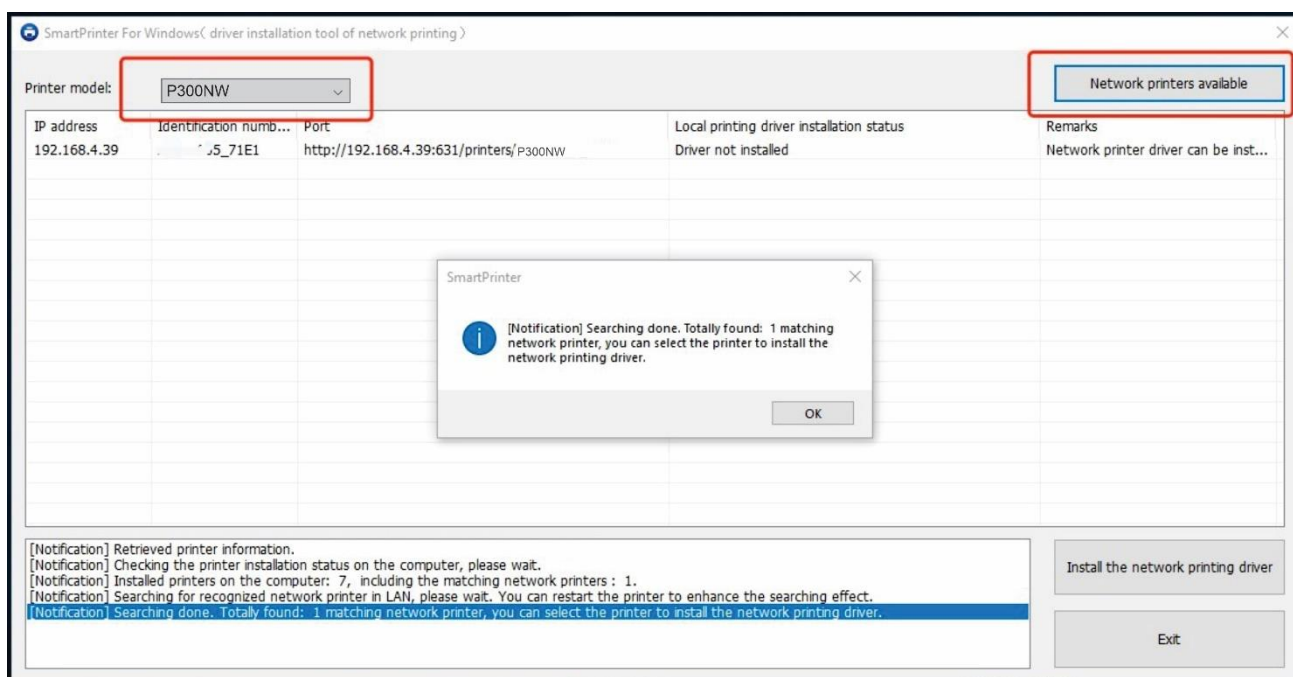 SmartPrinter For Windows( driver installation tool of network printing )
Printer model:
P300NW
Network printers available
IP address Identification numb... Port Local printing driver installation status Remarks
192.168.4.39 5_71E1 http://192.168.4.39:631/printers/P300NW Driver not installed Network printer driver can be inst...
SmartPrinter
[Notification] Searching done. Totally found: 1 matching
network printer, you can select the printer to install the
network printing driver.
OK
[Notification] Retrieved printer information.
[Notification] Checking the printer installation status on the computer, please wait.
[Notification] Installed printers on the computer: 7, including the matching network printers : 1.
[Notification] Searching for recognized network printer in LAN, please wait. You can restart the printer to enhance the searching effect.
[Notification] Searching done. Totally found: 1 matching network printer, you can select the printer to install the network printing driver.
Install the network printing driver
Exit